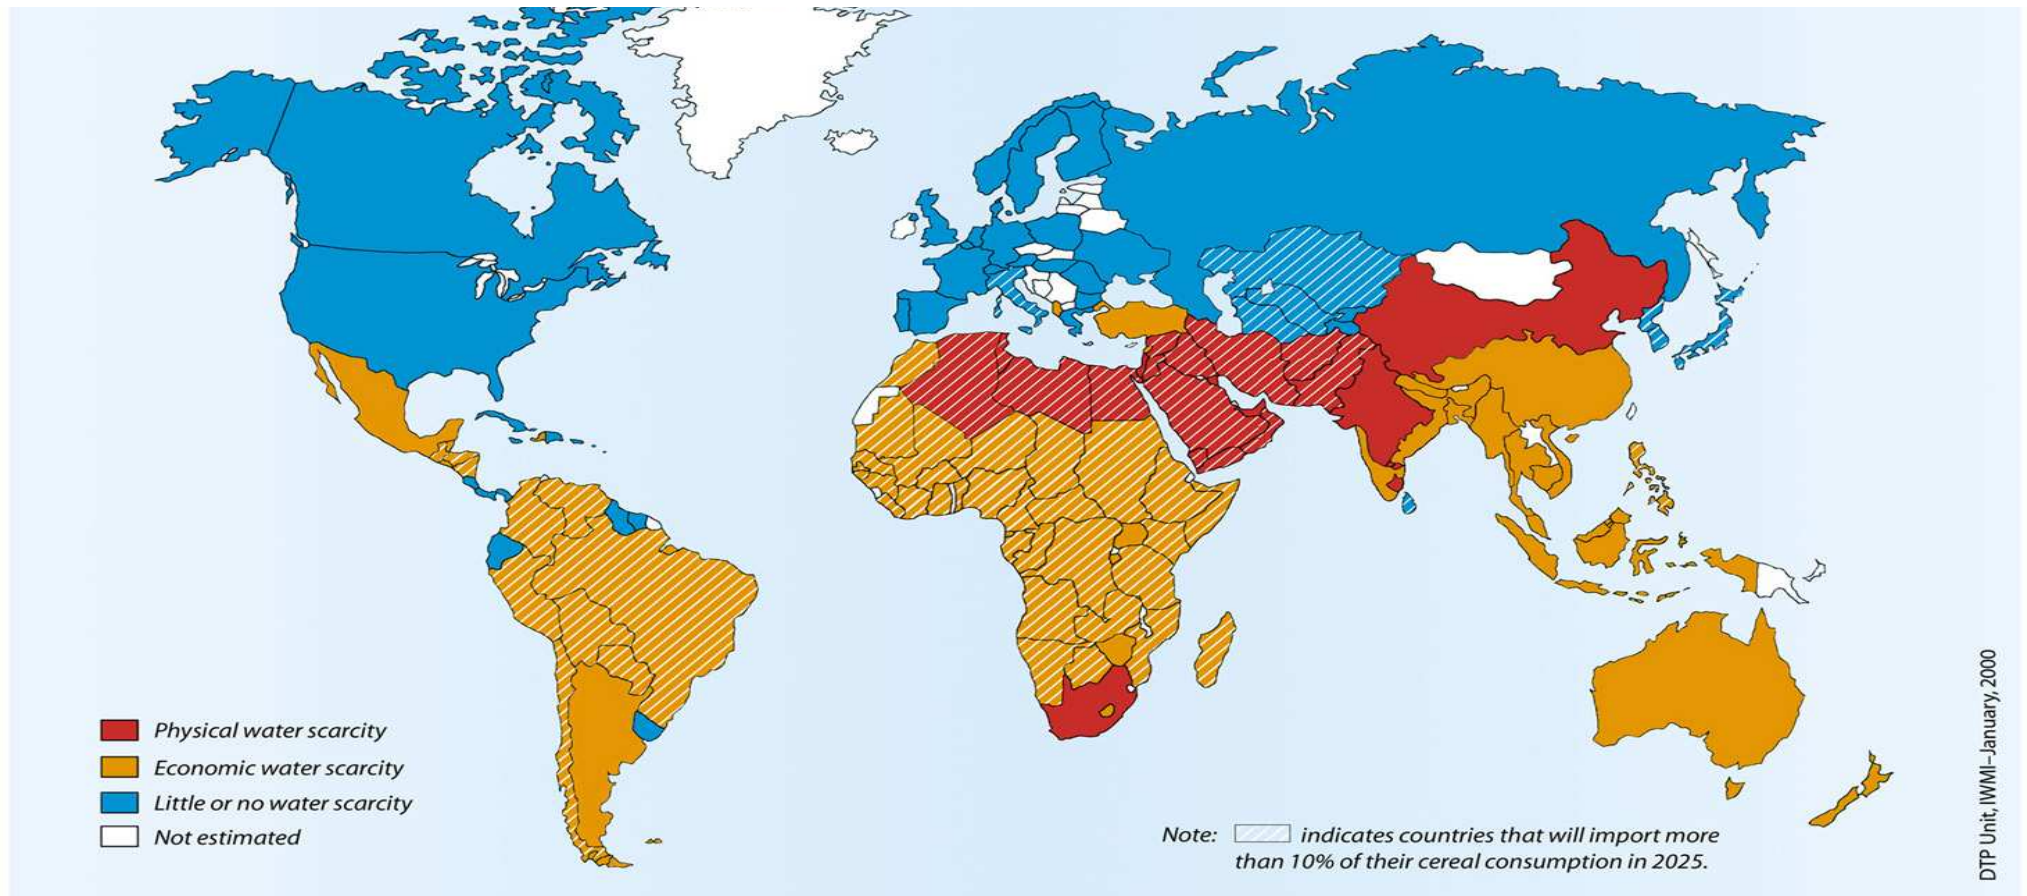 Physical water scarcity
Economic water scarcity
Little or no water scarcity
Not estimated
Note: indicates countries that will import more
than 10% of their cereal consumption in 2025.
DTP Unit, IWMI–January, 2000